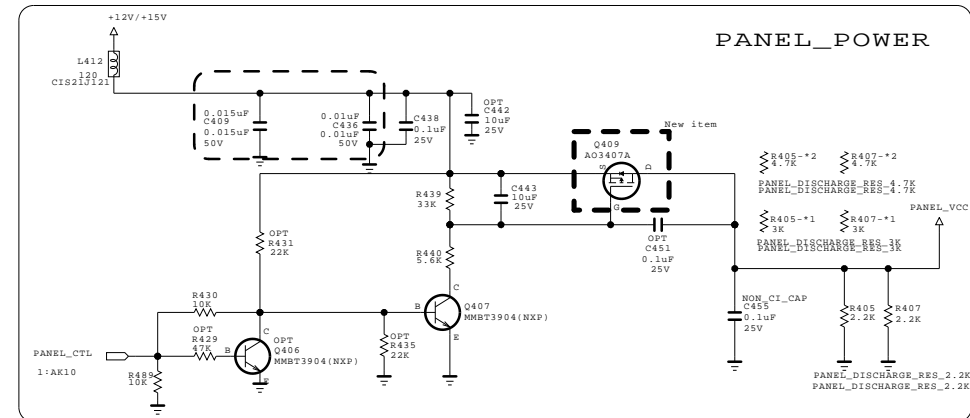 PANEL_POWER
+12V/+15V
L412
120
CIS21J121
0.015uF
C409
0.015uF
50V
0.01uF
C436
0.01uF
50V
C438
0.1uF
25V
OPT
C442
10uF
25V
New item
Q409
AO3407A
S
D
G
R405-*2
4.7K
R407-*2
4.7K
PANEL_DISCHARGE_RES_4.7K
PANEL_DISCHARGE_RES_4.7K
R405-*1
3K
R407-*1
3K
PANEL_DISCHARGE_RES_3K
PANEL_DISCHARGE_RES_3K
PANEL_VCC
R439
33K
C443
10uF
25V
OPT
R431
22K
R440
5.6K
OPT
C451
0.1uF
25V
R430
10K
C
B
Q407
MMBT3904(NXP)
E
NON_CI_CAP
C455
0.1uF
25V
R405
2.2K
R407
2.2K
OPT
R429
47K
C
B
OPT
Q406
MMBT3904(NXP)
E
OPT
R435
22K
PANEL_CTL
1:AK10
R489
10K
PANEL_DISCHARGE_RES_2.2K
PANEL_DISCHARGE_RES_2.2K